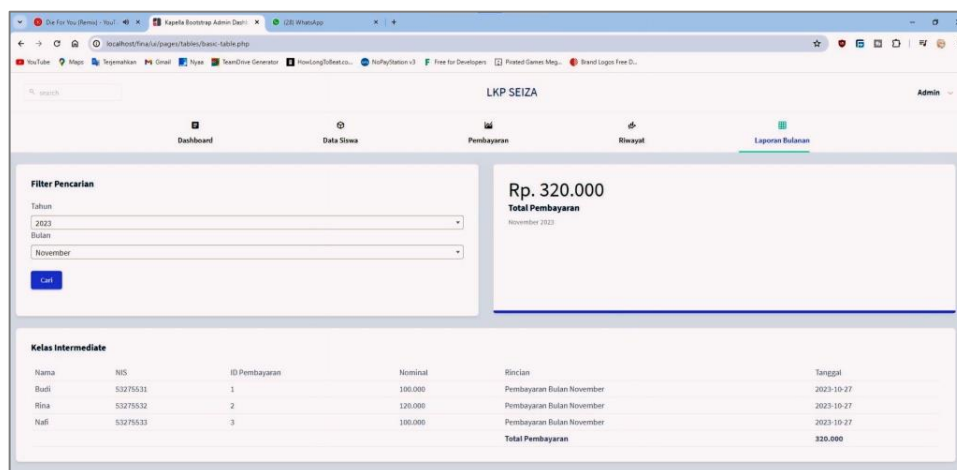 Die For You (Remix) - YouT
Kapella Bootstrap Admin Dashb
(28) WhatsApp
localhost/fina/ui/pages/tables/basic-table.php
YouTube Maps Terjemahkan Gmail Nyaa TeamDrive Generator HowLongToBeat.co... NoPayStation v3 Free for Developers Pirated Games Meg... Brand Logos Free D...
search
LKP SEIZA
Admin
Dashboard Data Siswa Pembayaran Riwayat Laporan Bulanan
Filter Pencarian
Tahun
2023
Bulan
November
Cari
Rp. 320.000
Total Pembayaran
November 2023
Kelas Intermediate
Nama NIS ID Pembayaran Nominal Rincian Tanggal
Budi 53275531 1 100.000 Pembayaran Bulan November 2023-10-27
Rina 53275532 2 120.000 Pembayaran Bulan November 2023-10-27
Nafi 53275533 3 100.000 Pembayaran Bulan November 2023-10-27
Total Pembayaran 320.000